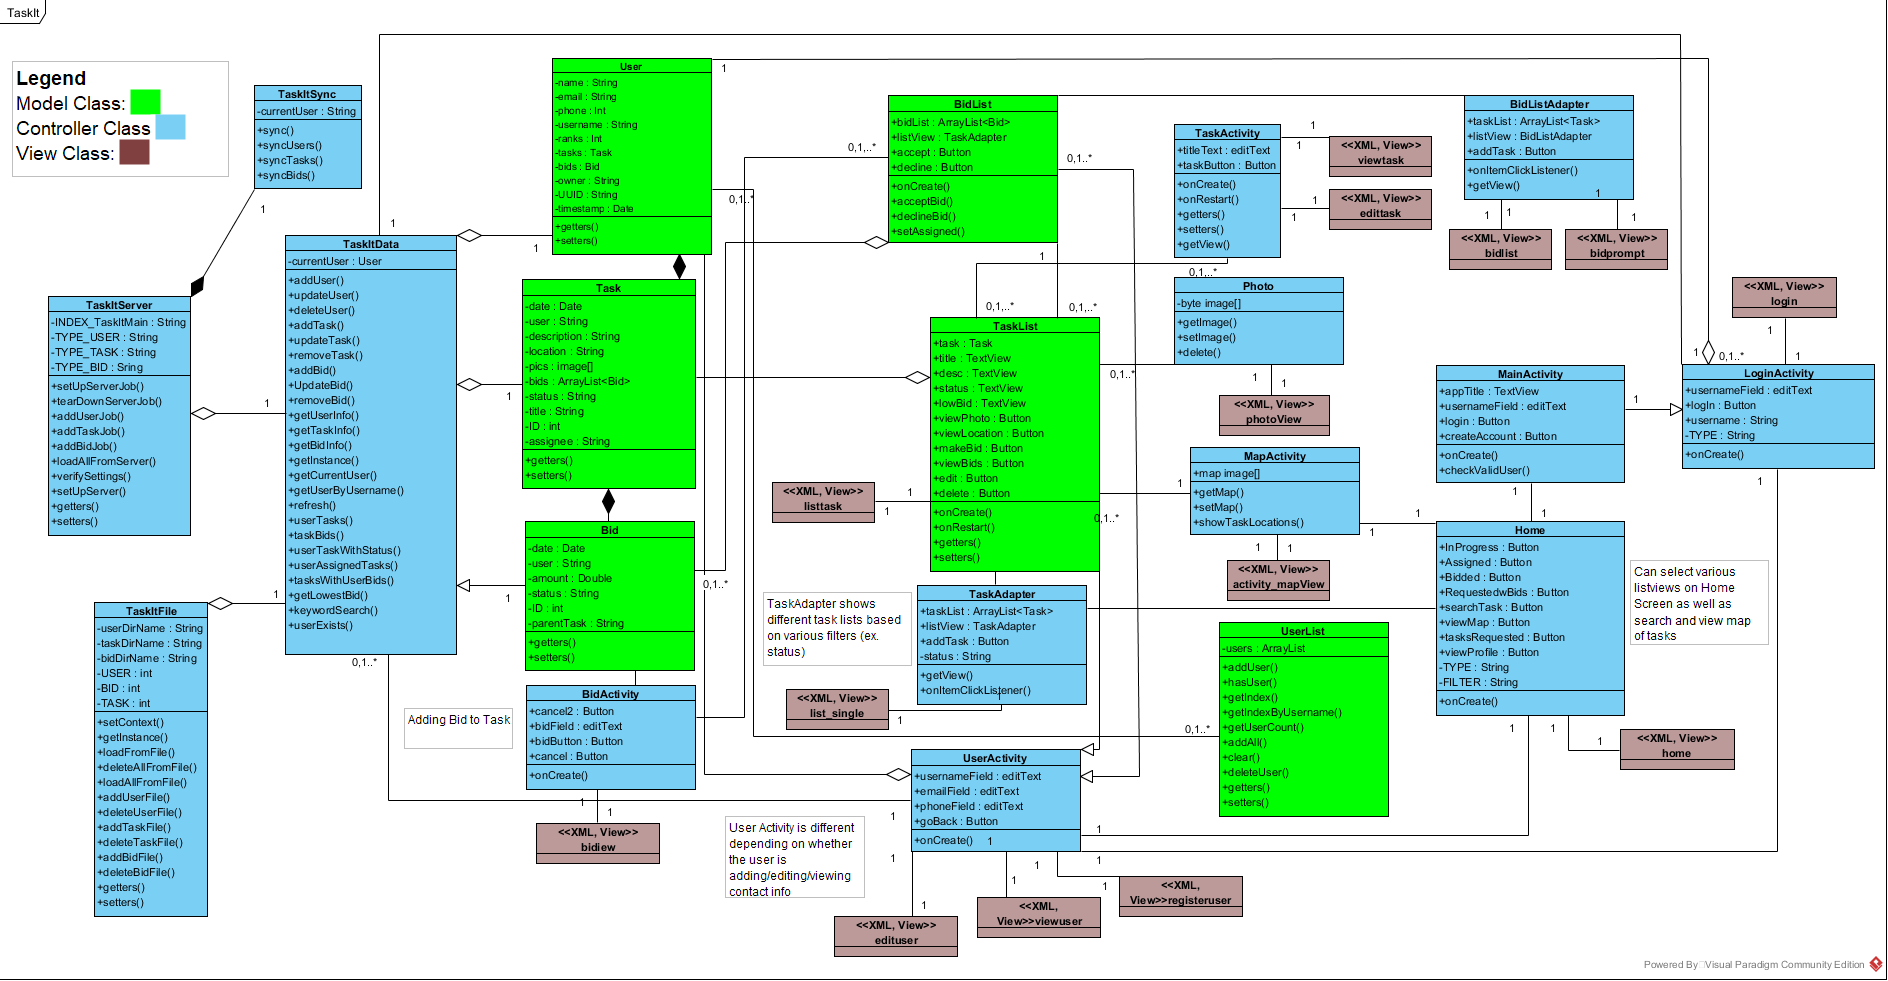 TaskIt
Legend
Model Class:
Controller Class
View Class:
TaskItSync
-currentUser : String
+sync()
+syncUsers()
+syncTasks()
+syncBids()
1
TaskItServer
-INDEX_TaskItMain : String
-TYPE_USER : String
-TYPE_TASK : String
-TYPE_BID : String
+setUpServerJob()
+tearDownServerJob()
+addUserJob()
+addTaskJob()
+addBidJob()
+loadAllFromServer()
+verifySettings()
+setUpServer()
+getters()
+setters()
1
TaskItFile
-userDirName : String
-taskDirName : String
-bidDirName : String
-USER : int
-BID : int
-TASK : int
+setContext()
+getInstance()
+loadFromFile()
+deleteAllFromFile()
+loadAllFromFile()
+addUserFile()
+deleteUserFile()
+addTaskFile()
+deleteTaskFile()
+addBidFile()
+deleteBidFile()
+getters()
+setters()
1
1
TaskItData
-currentUser : User
+addUser()
+updateUser()
+deleteUser()
+addTask()
+updateTask()
+removeTask()
+addBid()
+UpdateBid()
+removeBid()
+getUserInfo()
+getTaskInfo()
+getBidInfo()
+getInstance()
+getCurrentUser()
+getUserByUsername()
+refresh()
+userTasks()
+taskBids()
+userTaskWithStatus()
+userAssignedTasks()
+tasksWithUserBids()
+getLowestBid()
+keywordSearch()
+userExists()
0,1..*
User
-name : String
-email : String
-phone : Int
-username : String
-ranks : Int
-tasks : Task
-bids : Bid
-owner : String
-UUID : String
-timestamp : Date
+getters()
+setters()
1
1
0,1..*
Task
-date : Date
-user : String
-description : String
-location : String
-pics : image[]
-bids : ArrayList<Bid>
-status : String
-title : String
-ID : int
-assignee : String
+getters()
+setters()
1
Bid
-date : Date
-user : String
-amount : Double
-status : String
-ID : int
-parentTask : String
+getters()
+setters()
1
0,1..*
BidActivity
+cancel2 : Button
+bidField : editText
+bidButton : Button
+cancel : Button
+onCreate()
1
1
<<XML, View>>
bidiew
Adding Bid to Task
BidList
+bidList : ArrayList<Bid>
+listView : TaskAdapter
+accept : Button
+decline : Button
+onCreate()
+acceptBid()
+declineBid()
+setAssigned()
0,1,..*
0,1..*
TaskActivity
+titleText : editText
+taskButton : Button
+onCreate()
+onRestart()
+getters()
+setters()
+getView()
1
1
<<XML, View>>
viewtask
1
1
<<XML, View>>
edittask
1
0,1,..*
0,1,..*
0,1,..*
BidListAdapter
+taskList : ArrayList<Task>
+listView : BidListAdapter
+addTask : Button
+onItemClickListener()
+getView()
1
1
1
1
<<XML, View>>
bidlist
<<XML, View>>
bidprompt
Photo
-byte image[]
+getImage()
+setImage()
+delete()
1
1
<<XML, View>>
photoView
TaskList
+task : Task
+title : TextView
+desc : TextView
+status : TextView
+lowBid : TextView
+viewPhoto : Button
+viewLocation : Button
+makeBid : Button
+viewBids : Button
+edit : Button
+delete : Button
+onCreate()
+onRestart()
+getters()
+setters()
0,1..*
0,1..*
1
1
<<XML, View>>
listtask
MapActivity
+map image[]
+getMap()
+setMap()
+showTaskLocations()
1
1
1
1
1
<<XML, View>>
activity_mapView
TaskAdapter shows
different task lists based
on various filters (ex.
status)
TaskAdapter
+taskList : ArrayList<Task>
+listView : TaskAdapter
+addTask : Button
-status : String
+getView()
+onItemClickListener()
1
1
<<XML, View>>
list_single
UserList
-users : ArrayList
+addUser()
+hasUser()
+getIndex()
+getIndexByUsername()
+getUserCount()
+addAll()
+clear()
+deleteUser()
+getters()
+setters()
0,1..*
UserActivity
+usernameField : editText
+emailField : editText
+phoneField : editText
+goBack : Button
+onCreate()
1
1
1
1
1
1
1
1
1
1
User Activity is different
depending on whether
the user is
adding/editing/viewing
contact info
<<XML, View>>
edituser
<<XML,
View>>viewuser
<<XML,
View>>registeruser
<<XML, View>>
login
1
1
1
0,1..*
LoginActivity
+usernameField : editText
+logIn : Button
+username : String
-TYPE : String
+onCreate()
1
MainActivity
+appTitle : TextView
+usernameField : editText
+login : Button
+createAccount : Button
+onCreate()
+checkValidUser()
1
1
1
Home
+InProgress : Button
+Assigned : Button
+Bidded : Button
+RequestedwBids : Button
+searchTask : Button
+viewMap : Button
+tasksRequested : Button
+viewProfile : Button
-TYPE : String
-FILTER : String
+onCreate()
1
1
1
<<XML, View>>
home
Can select various
listviews on Home
Screen as well as
search and view map
of tasks
Powered By Visual Paradigm Community Edition